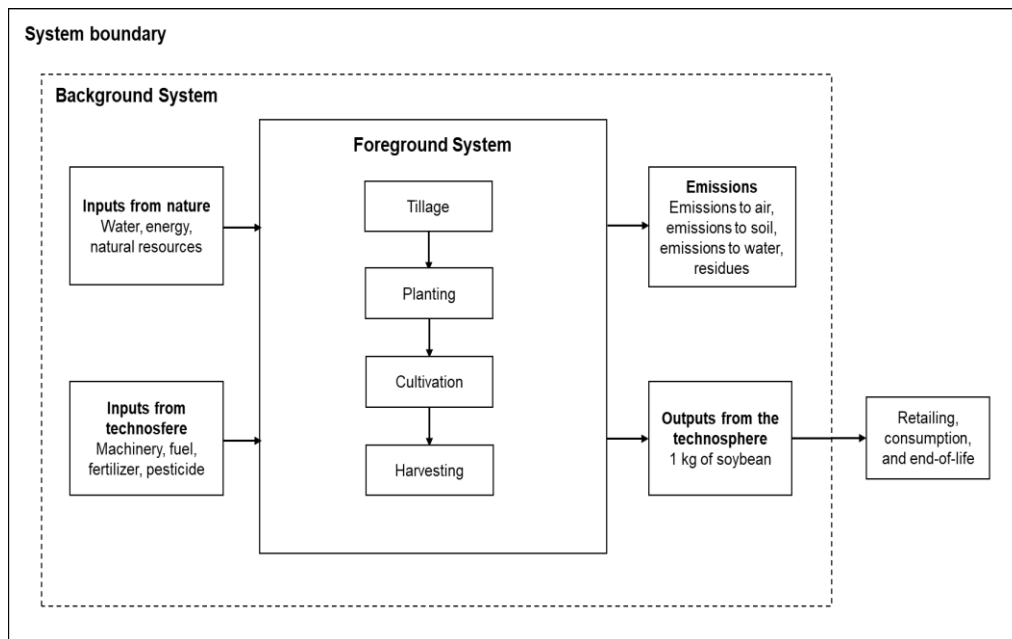 System boundary
Background System
Foreground System
Inputs from nature
Water, energy,
natural resources
Tillage
Planting
Cultivation
Harvesting
Emissions
Emissions to air,
emissions to soil,
emissions to water,
residues
Inputs from
technosfere
Machinery, fuel,
fertilizer, pesticide
Outputs from the
technosphere
1 kg of soybean
Retailing,
consumption,
and end-of-life